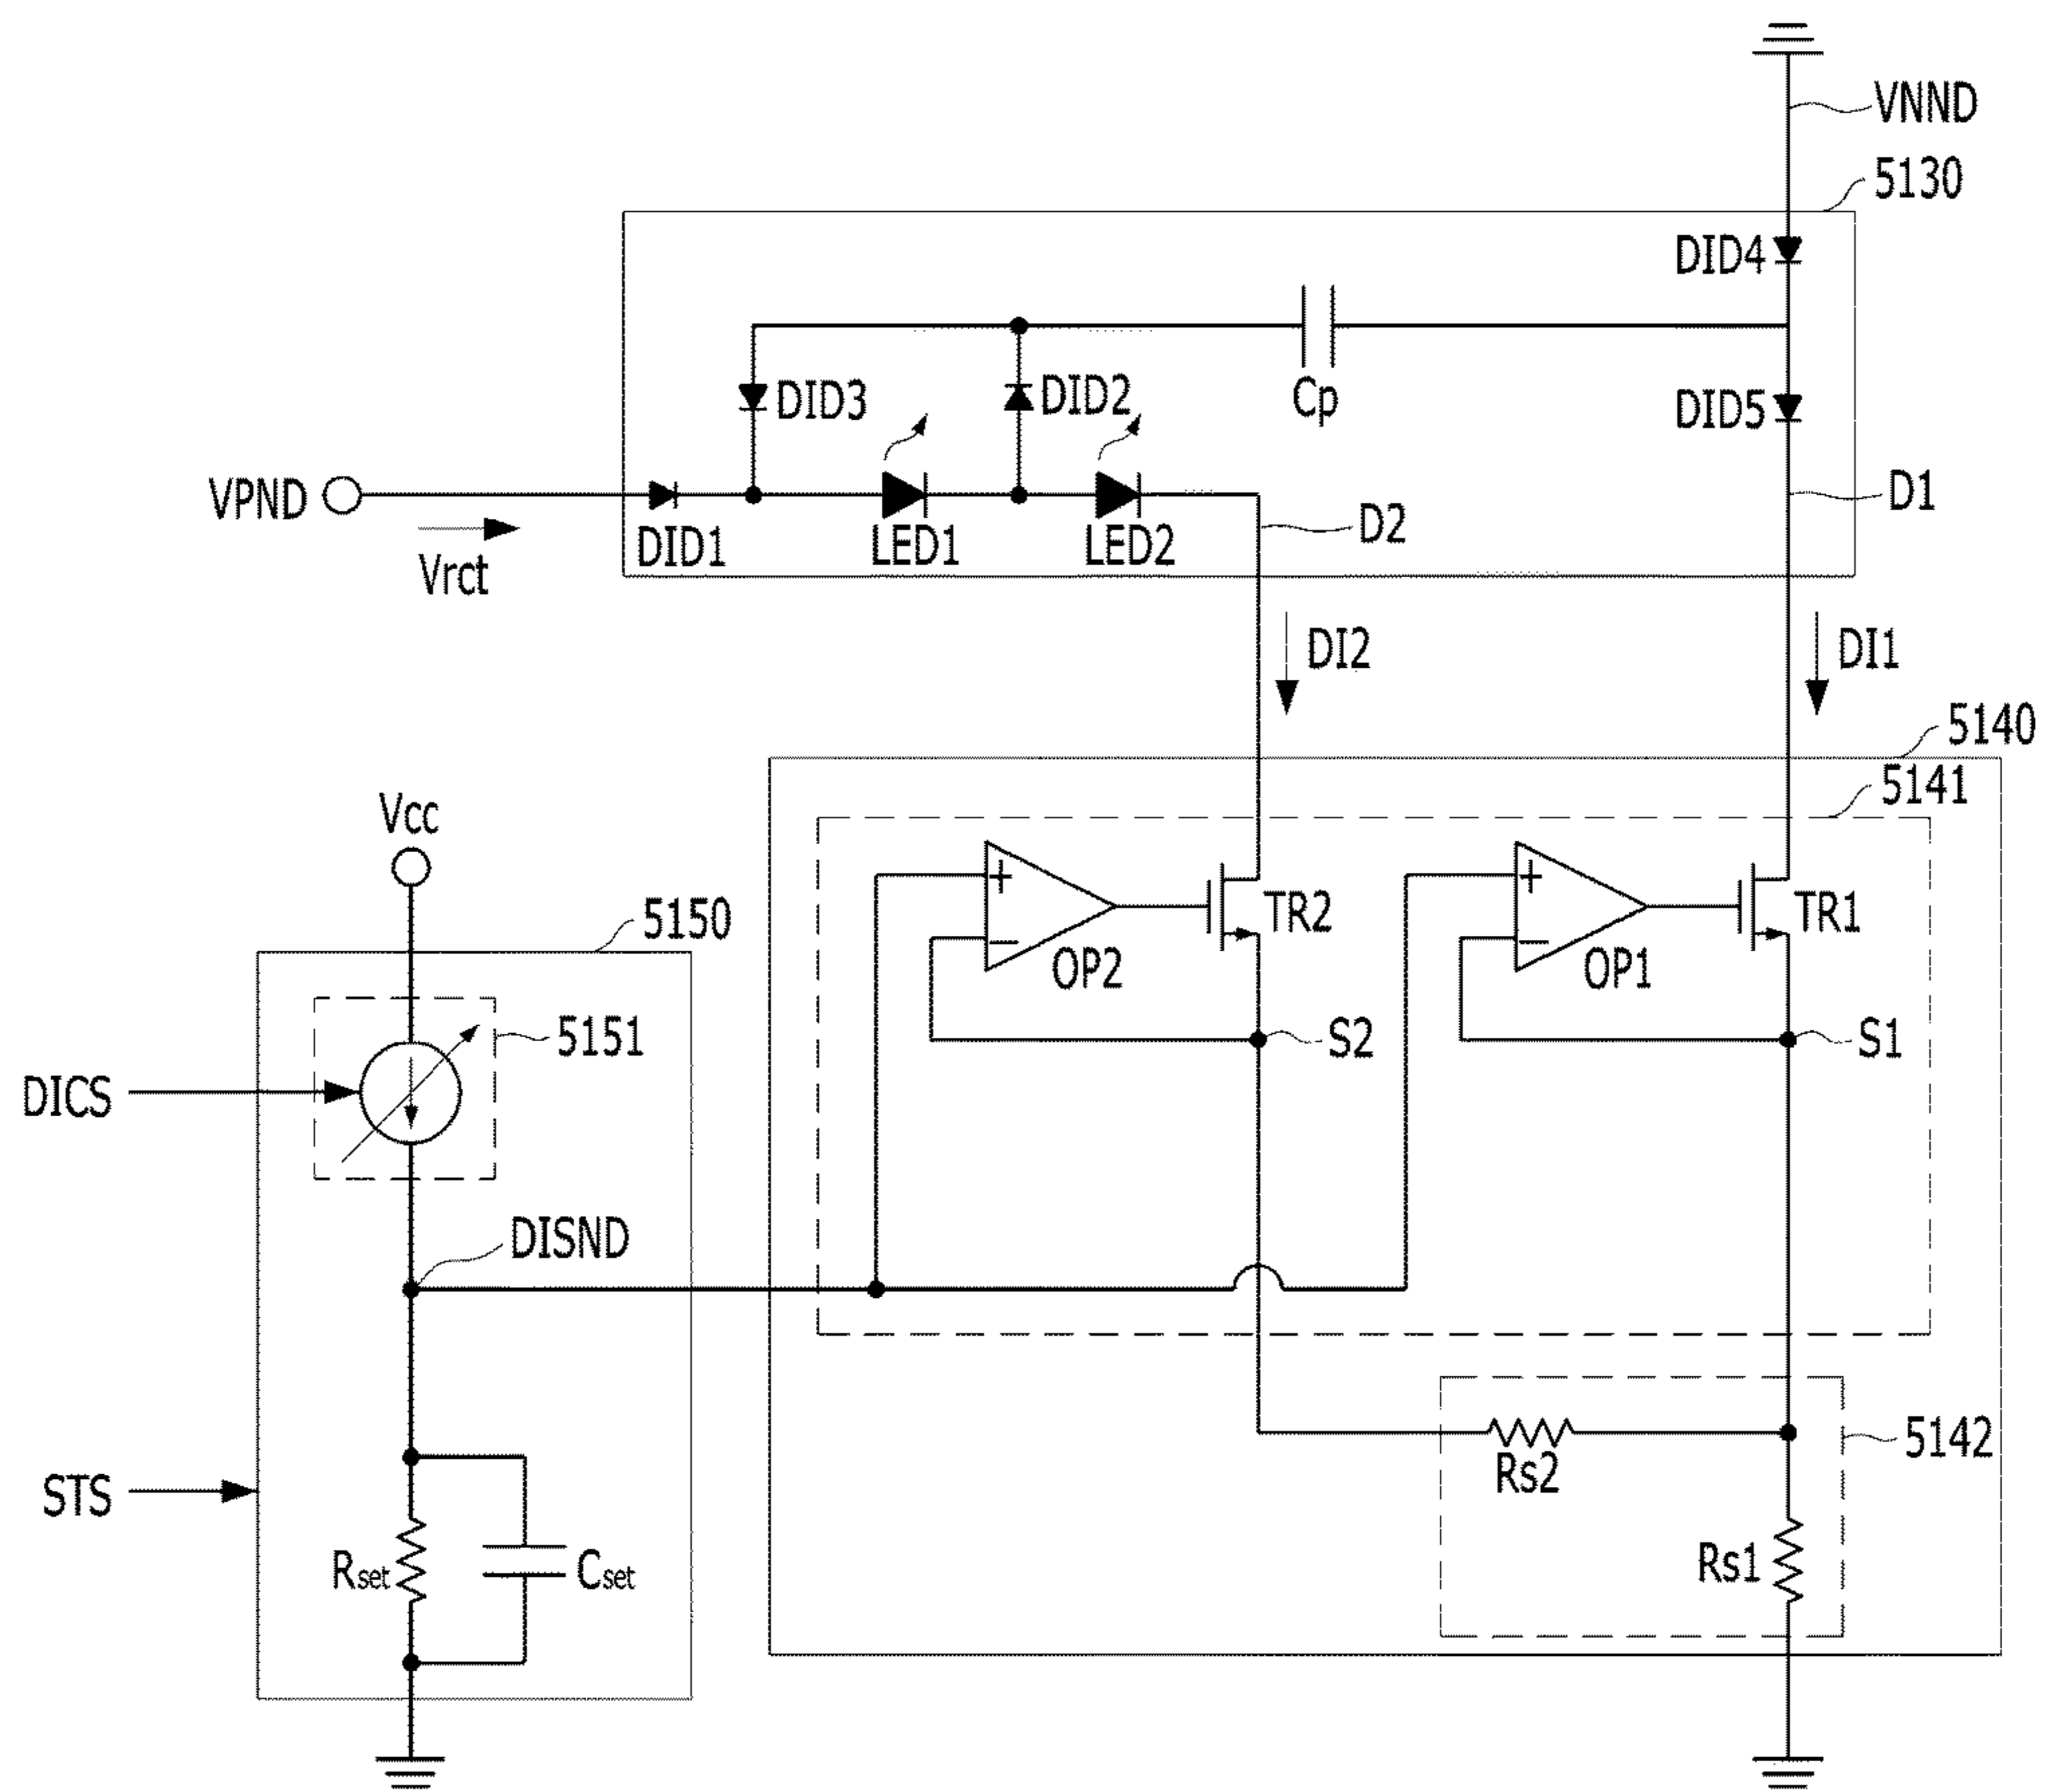 VNND
5130
DID4
DID3
DID2
Cp
DID5
VPND
Vrct
DID1
LED1
LED2
D2
D1
DI2
DI1
5140
5141
Vcc
5150
+
−
OP2
TR2
+
−
OP1
TR1
5151
S2
S1
DICS
DISND
5142
Rs2
STS
Rset
Cset
Rs1